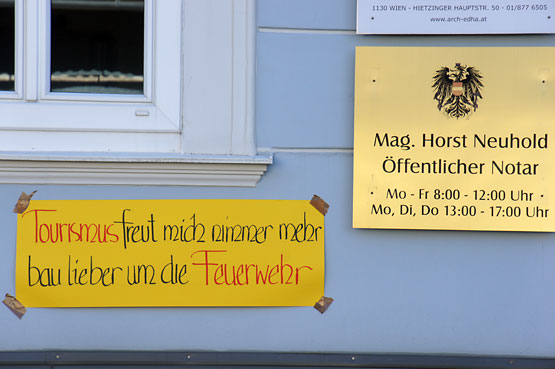 1130 WIEN - HIETZINGER HAUPTSTR. 50 - 01/877 6505
www.arch-edha.at
Mag. Horst Neuhold
Öffentlicher Notar
Mo - Fr 8:00 - 12:00 Uhr
Mo, Di, Do 13:00 - 17:00 Uhr
Tourismus freut mich nimmer mehr
bau lieber um die Feuerwehr